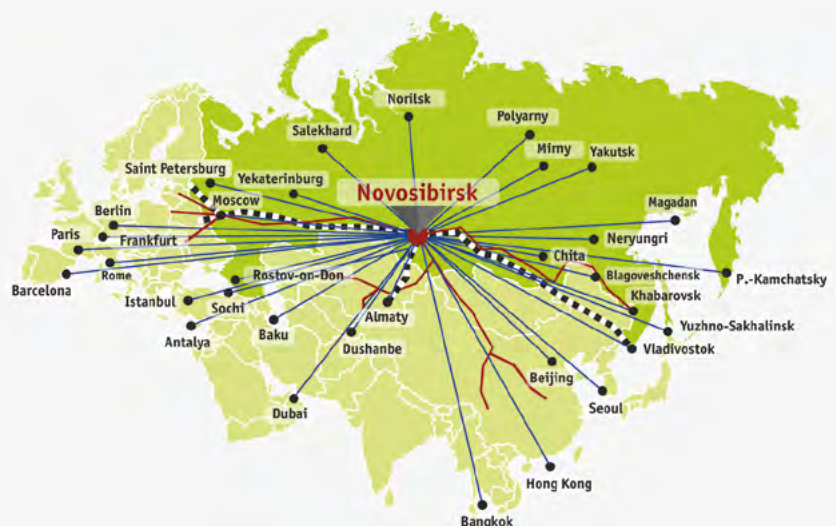 Norilsk
Polyarny
Salekhard
Mirny
Yakutsk
Saint Petersburg
Yekaterinburg
Novosibirsk
Moscow
Magadan
Berlin
Paris
Frankfurt
Neryungri
Chita
Rome
Rostov-on-Don
Blagoveshchensk
P.-Kamchatsky
Barcelona
Istanbul
Sochi
Almaty
Khabarovsk
Antalya
Baku
Dushanbe
Yuzhno-Sakhalinsk
Vladivostok
Beijing
Dubai
Seoul
Hong Kong
Bangkok